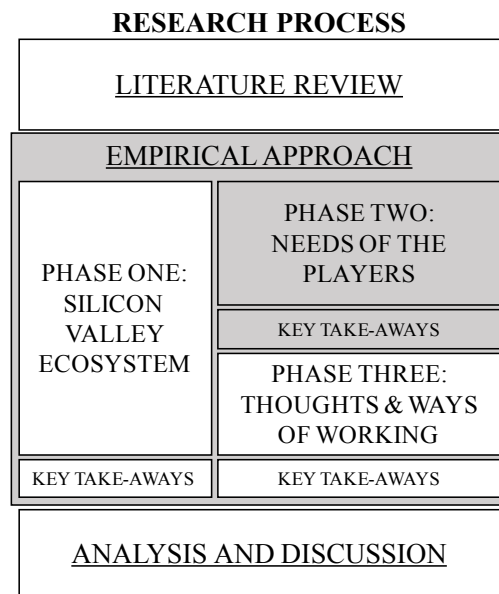 RESEARCH PROCESS
LITERATURE REVIEW
EMPIRICAL APPROACH
PHASE ONE:
SILICON
VALLEY
ECOSYSTEM
KEY TAKE-AWAYS
PHASE TWO:
NEEDS OF THE
PLAYERS
KEY TAKE-AWAYS
PHASE THREE:
THOUGHTS & WAYS
OF WORKING
KEY TAKE-AWAYS
ANALYSIS AND DISCUSSION